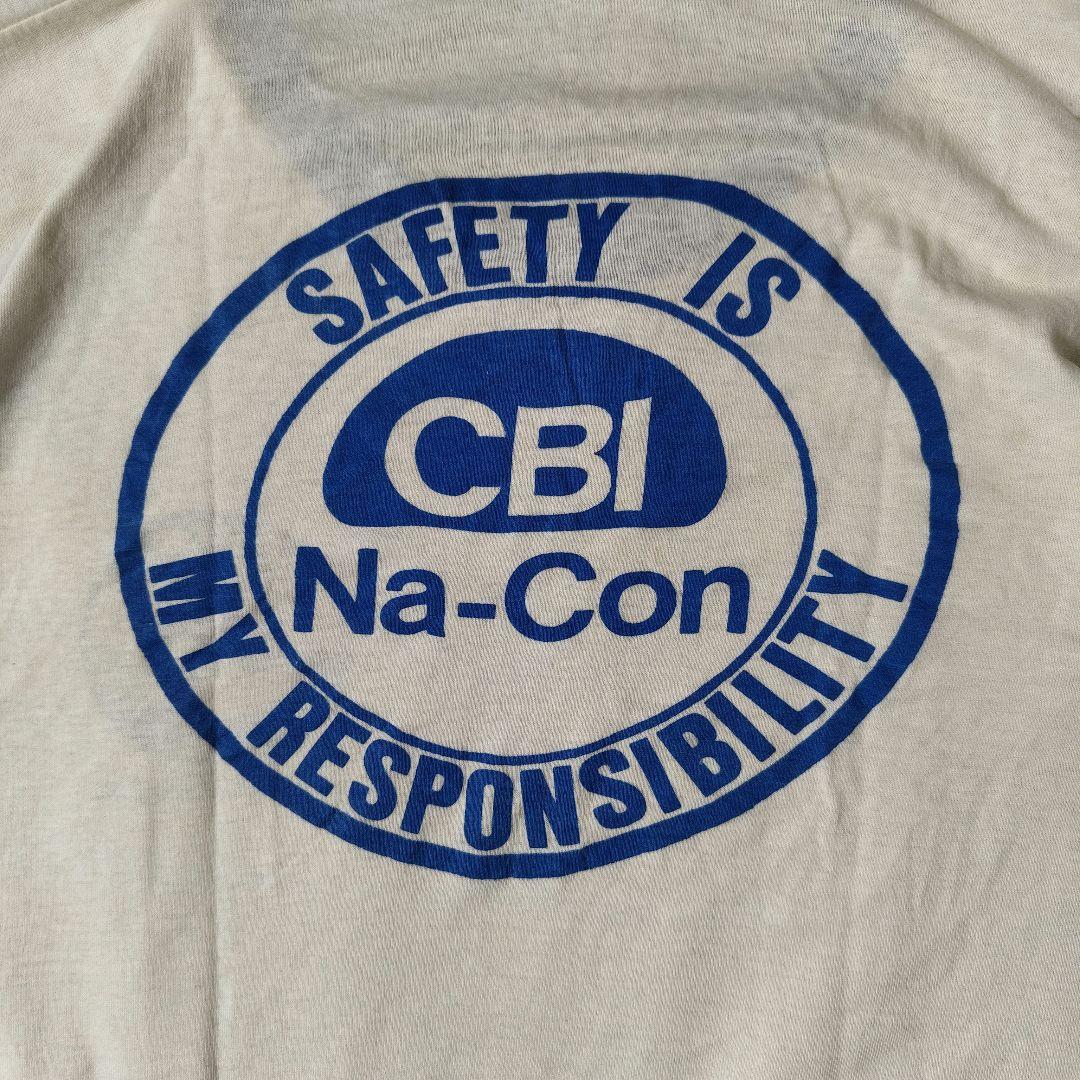 SAFETY IS
CBI
Na-Con
MY RESPONSIBILITY